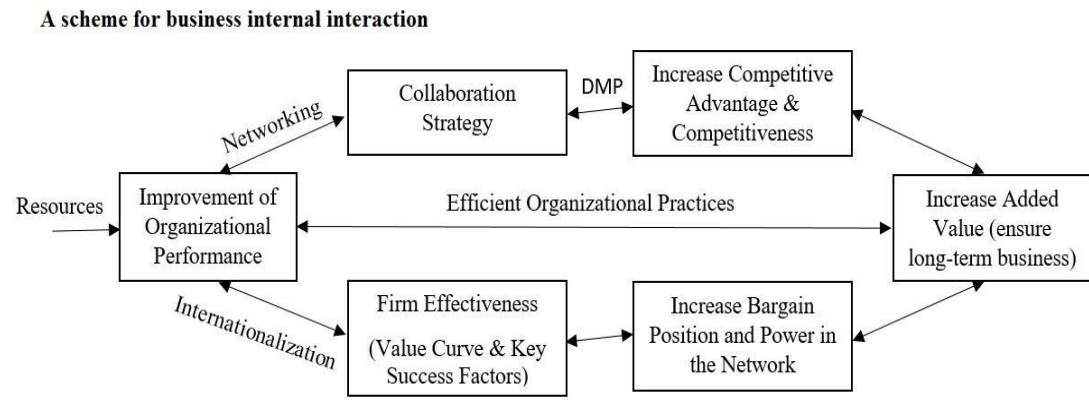 A scheme for business internal interaction
Collaboration
Strategy
DMP
Increase Competitive
Advantage &
Competitiveness
Networking
Resources
Improvement of
Organizational
Performance
Efficient Organizational Practices
Increase Added
Value (ensure
long-term business)
Internationalization
Firm Effectiveness
(Value Curve & Key
Success Factors)
Increase Bargain
Position and Power in
the Network